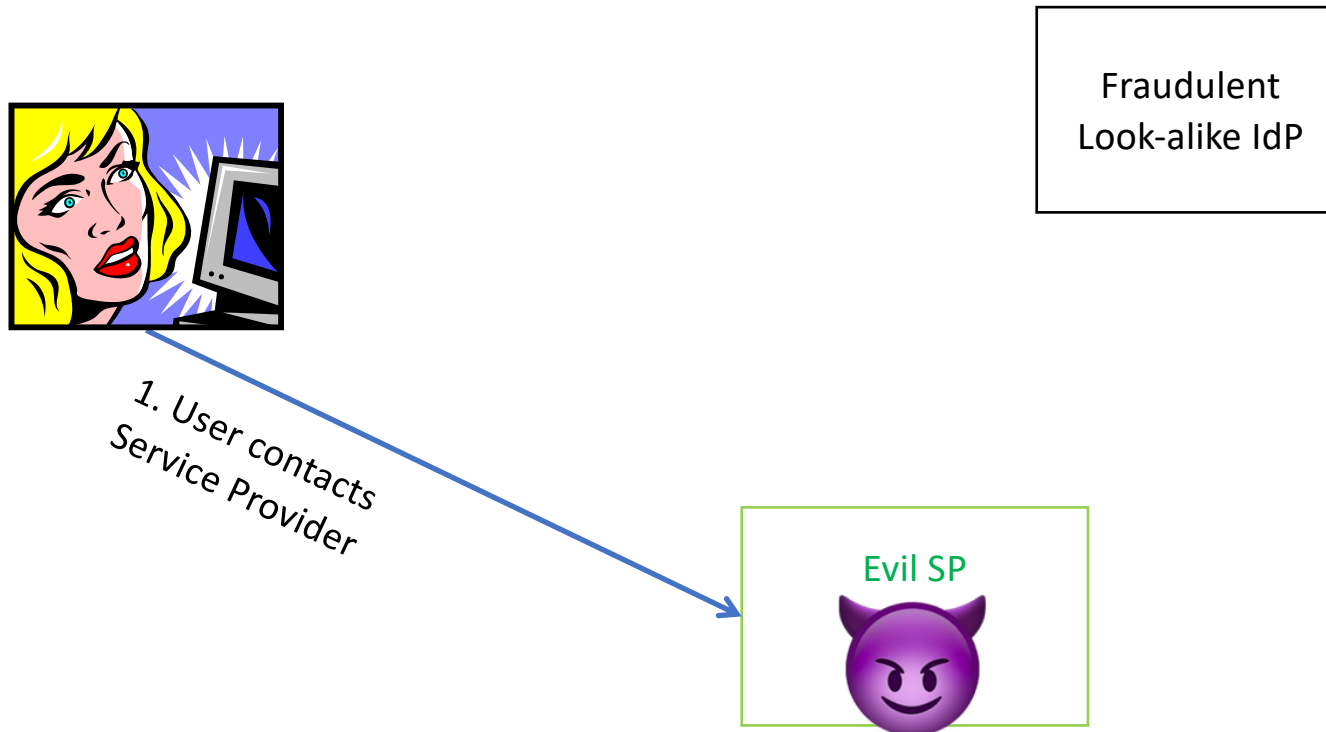 Fraudulent
Look-alike IdP
1. User contacts
Service Provider
Evil SP